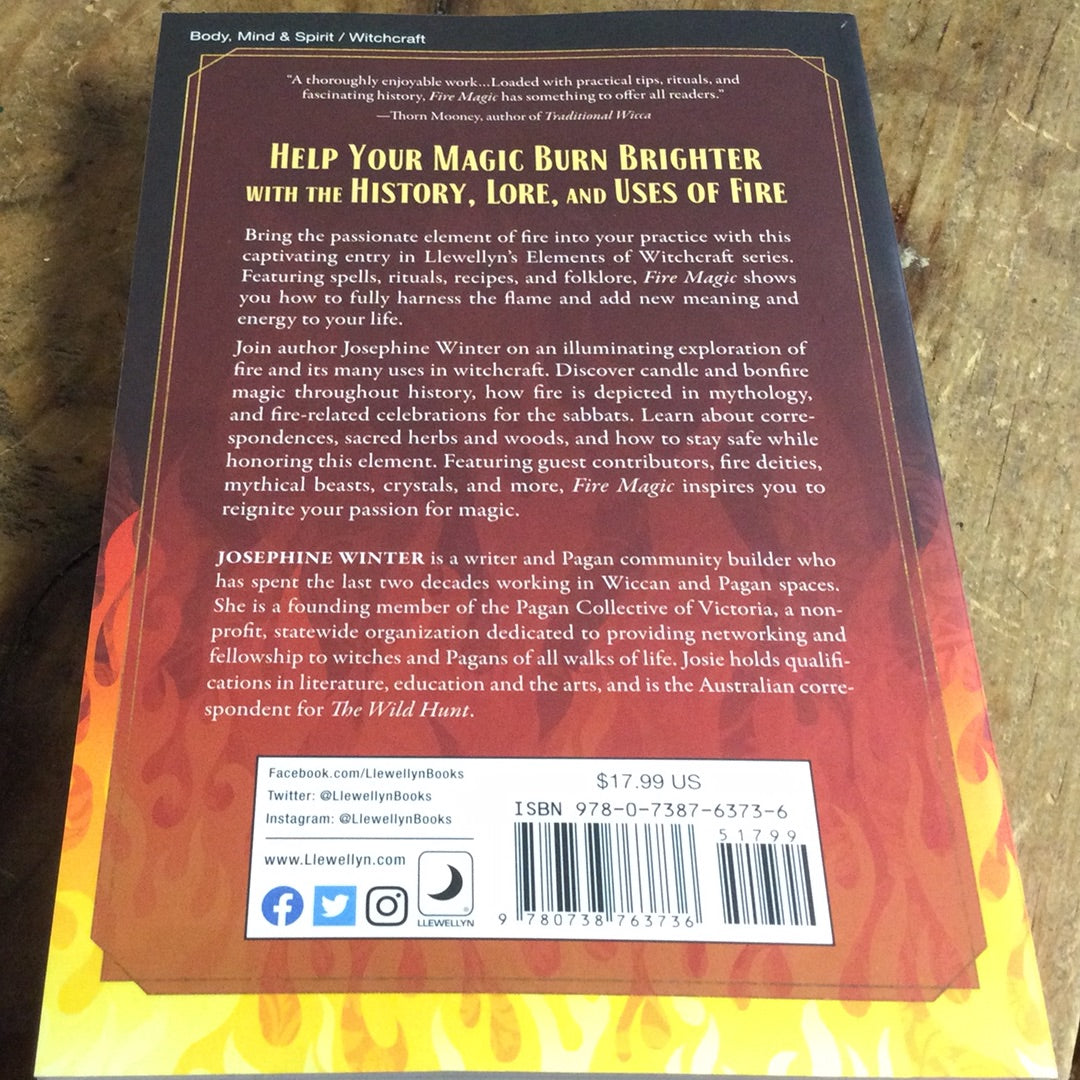 Body, Mind & Spirit / Witchcraft
“A thoroughly enjoyable work...Loaded with practical tips, rituals, and
fascinating history, Fire Magic has something to offer all readers.”
—Thorn Mooney, author of Traditional Wicca
HELP YOUR MAGIC BURN BRIGHTER
WITH THE HISTORY, LORE, AND USES OF FIRE
Bring the passionate element of fire into your practice with this
captivating entry in Llewellyn’s Elements of Witchcraft series.
Featuring spells, rituals, recipes, and folklore, Fire Magic shows
you how to fully harness the flame and add new meaning and
energy to your life.
Join author Josephine Winter on an illuminating exploration of
fire and its many uses in witchcraft. Discover candle and bonfire
magic throughout history, how fire is depicted in mythology,
and fire-related celebrations for the sabbats. Learn about corre-
spondences, sacred herbs and woods, and how to stay safe while
honoring this element. Featuring guest contributors, fire deities,
mythical beasts, crystals, and more, Fire Magic inspires you to
reignite your passion for magic.
JOSEPHINE WINTER is a writer and Pagan community builder who
has spent the last two decades working in Wiccan and Pagan spaces.
She is a founding member of the Pagan Collective of Victoria, a non-
profit, statewide organization dedicated to providing networking and
fellowship to witches and Pagans of all walks of life. Josie holds qualifi-
cations in literature, education and the arts, and is the Australian corre-
spondent for The Wild Hunt.
Facebook.com/LlewellynBooks
Twitter: @LlewellynBooks
Instagram: @LlewellynBooks
www.Llewellyn.com
LLEWELLYN
$17.99 US
ISBN 978-0-7387-6373-6
51799
9 780738 763736